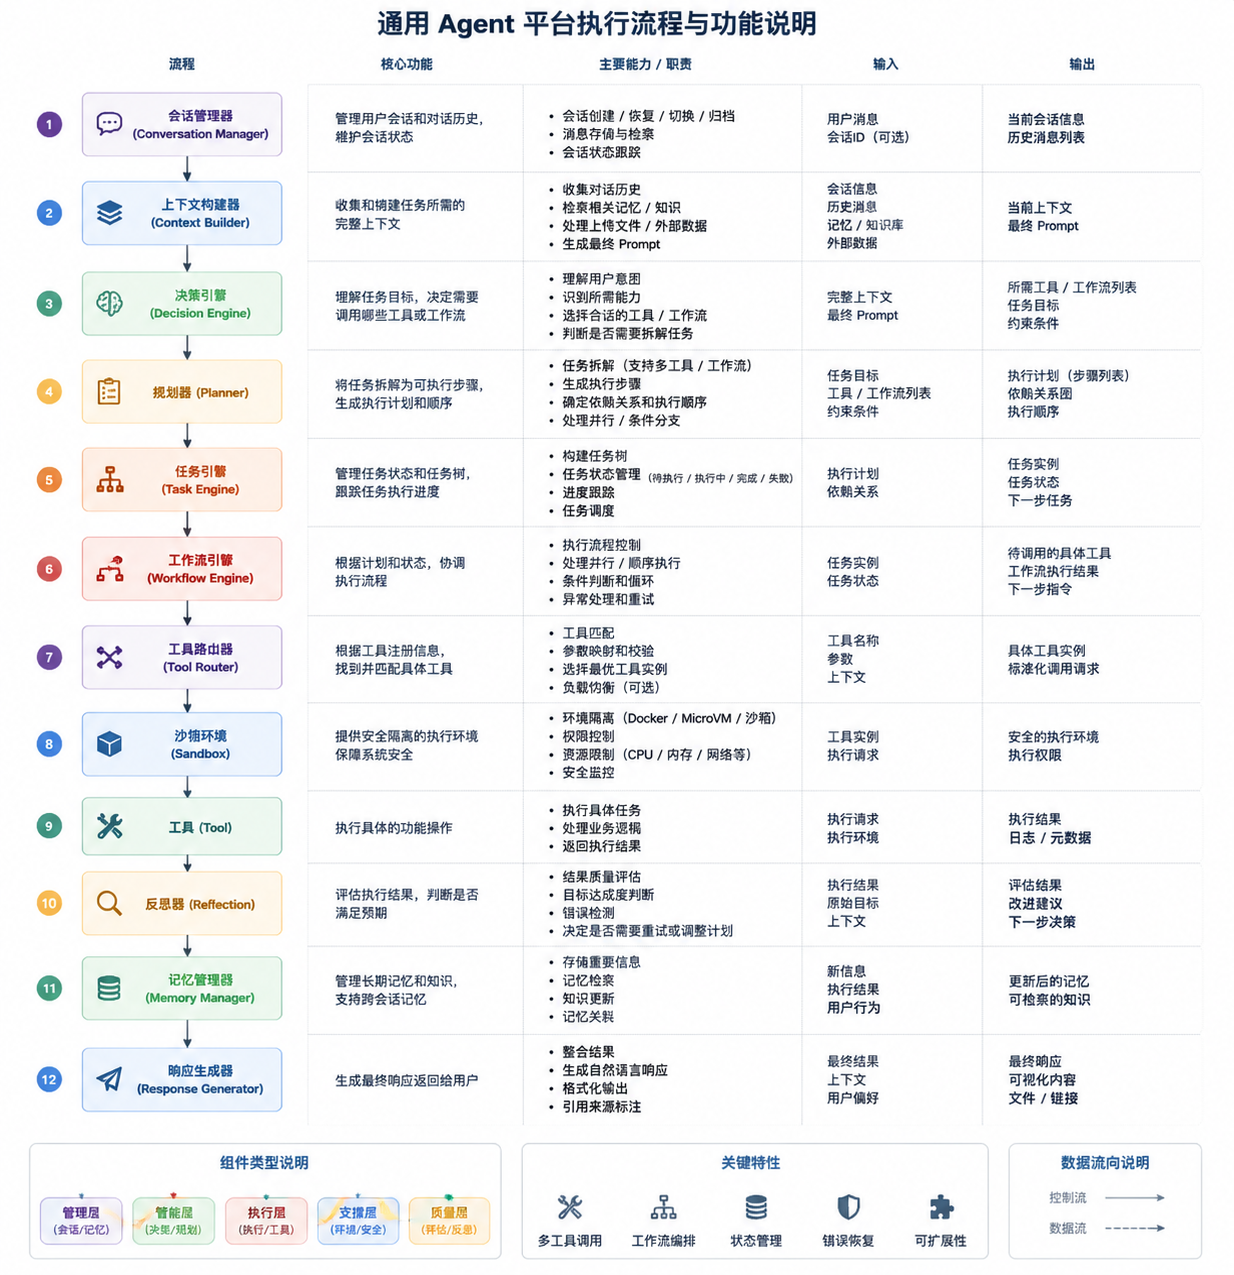 通用 Agent 平台执行流程与功能说明
流程
核心功能
主要能力 / 职责
输入
输出
1
会话管理器
(Conversation Manager)
管理用户会话和对话历史，
维护会话状态
• 会话创建 / 恢复 / 切换 / 归档
• 消息存储与检索
• 会话状态跟踪
用户消息
会话ID（可选）
当前会话信息
历史消息列表
2
上下文构建器
(Context Builder)
收集和构建任务所需的
完整上下文
• 收集对话历史
• 检索相关记忆 / 知识
• 处理上传文件 / 外部数据
• 生成最终 Prompt
会话信息
历史消息
记忆 / 知识库
外部数据
当前上下文
最终 Prompt
3
决策引擎
(Decision Engine)
理解任务目标，决定需要
调用哪些工具或工作流
• 理解用户意图
• 识到所需能力
• 选择合话的工具 / 工作流
• 判断是否需要拆解任务
完整上下文
最终 Prompt
所需工具 / 工作流列表
任务目标
约束条件
4
规划器 (Planner)
将任务拆解为可执行步骤，
生成执行计划和顺序
• 任务拆解（支持多工具 / 工作流）
• 生成执行步骤
• 确定依赖关系和执行顺序
• 处理并行 / 条件分支
任务目标
工具 / 工作流列表
约束条件
执行计划（步骤列表）
依赖关系图
执行顺序
5
任务引擎
(Task Engine)
管理任务状态和任务树，
跟踪任务执行进度
• 构建任务树
• 任务状态管理（待执行 / 执行中 / 完成 / 失败）
• 进度跟踪
• 任务调度
执行计划
依赖关系
任务实例
任务状态
下一步任务
6
工作流引擎
(Workflow Engine)
根据计划和状态，协调
执行流程
• 执行流程控制
• 处理并行 / 顺序执行
• 条件判断和循环
• 异常处理和重试
任务实例
任务状态
待调用的具体工具
工作流执行结果
下一步指令
7
工具路由器
(Tool Router)
根据工具注册信息，
找到并匹配具体工具
• 工具匹配
• 参数映射和校验
• 选择最优工具实例
• 负载均衡（可选）
工具名称
参数
上下文
具体工具实例
标准化调用请求
8
沙箱环境
(Sandbox)
提供安全隔离的执行环境
保障系统安全
• 环境隔离（Docker / MicroVM / 沙箱）
• 权限控制
• 资源限制（CPU / 内存 / 网络等）
• 安全监控
工具实例
执行请求
安全的执行环境
执行权限
9
工具 (Tool)
执行具体的功能操作
• 执行具体任务
• 处理业务
• 返回执行结果
执行请求
执行环境
执行结果
日志 / 元数据
10
反思器 (Reffection)
评估执行结果，判断是否
满足预期
• 结果质量评估
• 目标达成度判断
• 错误检测
• 决定是否需要重试或调整计划
执行结果
原始目标
上下文
评估结果
改进建议
下一步决策
11
记忆管理器
(Memory Manager)
管理长期记忆和知识，
支持跨会话记忆
• 存储重要信息
• 记忆检索
• 知识更新
• 记忆关
新信息
执行结果
用户行为
更新后的记忆
可检索的知识
12
响应生成器
(Response Generator)
生成最终响应返回给用户
• 整合结果
• 生成自然语言响应
• 格式化输出
• 引用来源标注
最终结果
上下文
用户偏好
最终响应
可视化内容
文件 / 链接
组件类型说明
管理层
(会话/记忆)
能层
(决策/规划)
执行层
(执行/工具)
支撑层
(环境/安全)
质量层
(评估/反思)
关键特性
多工具调用
工作流编排
状态管理
错误恢复
可扩展性
数据流向说明
控制流
数据流